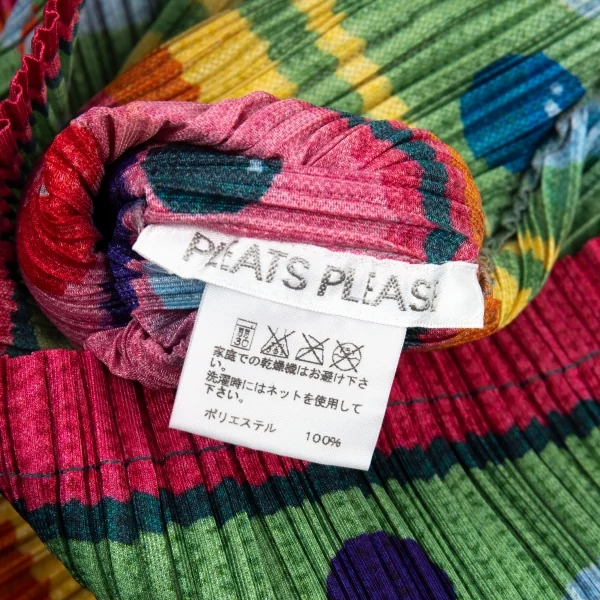 PLEATS PLEASE
30
家庭での乾燥機はお避け下さ
い。
洗濯時にはネットを使用して
下さい。
ポリエステル 100%